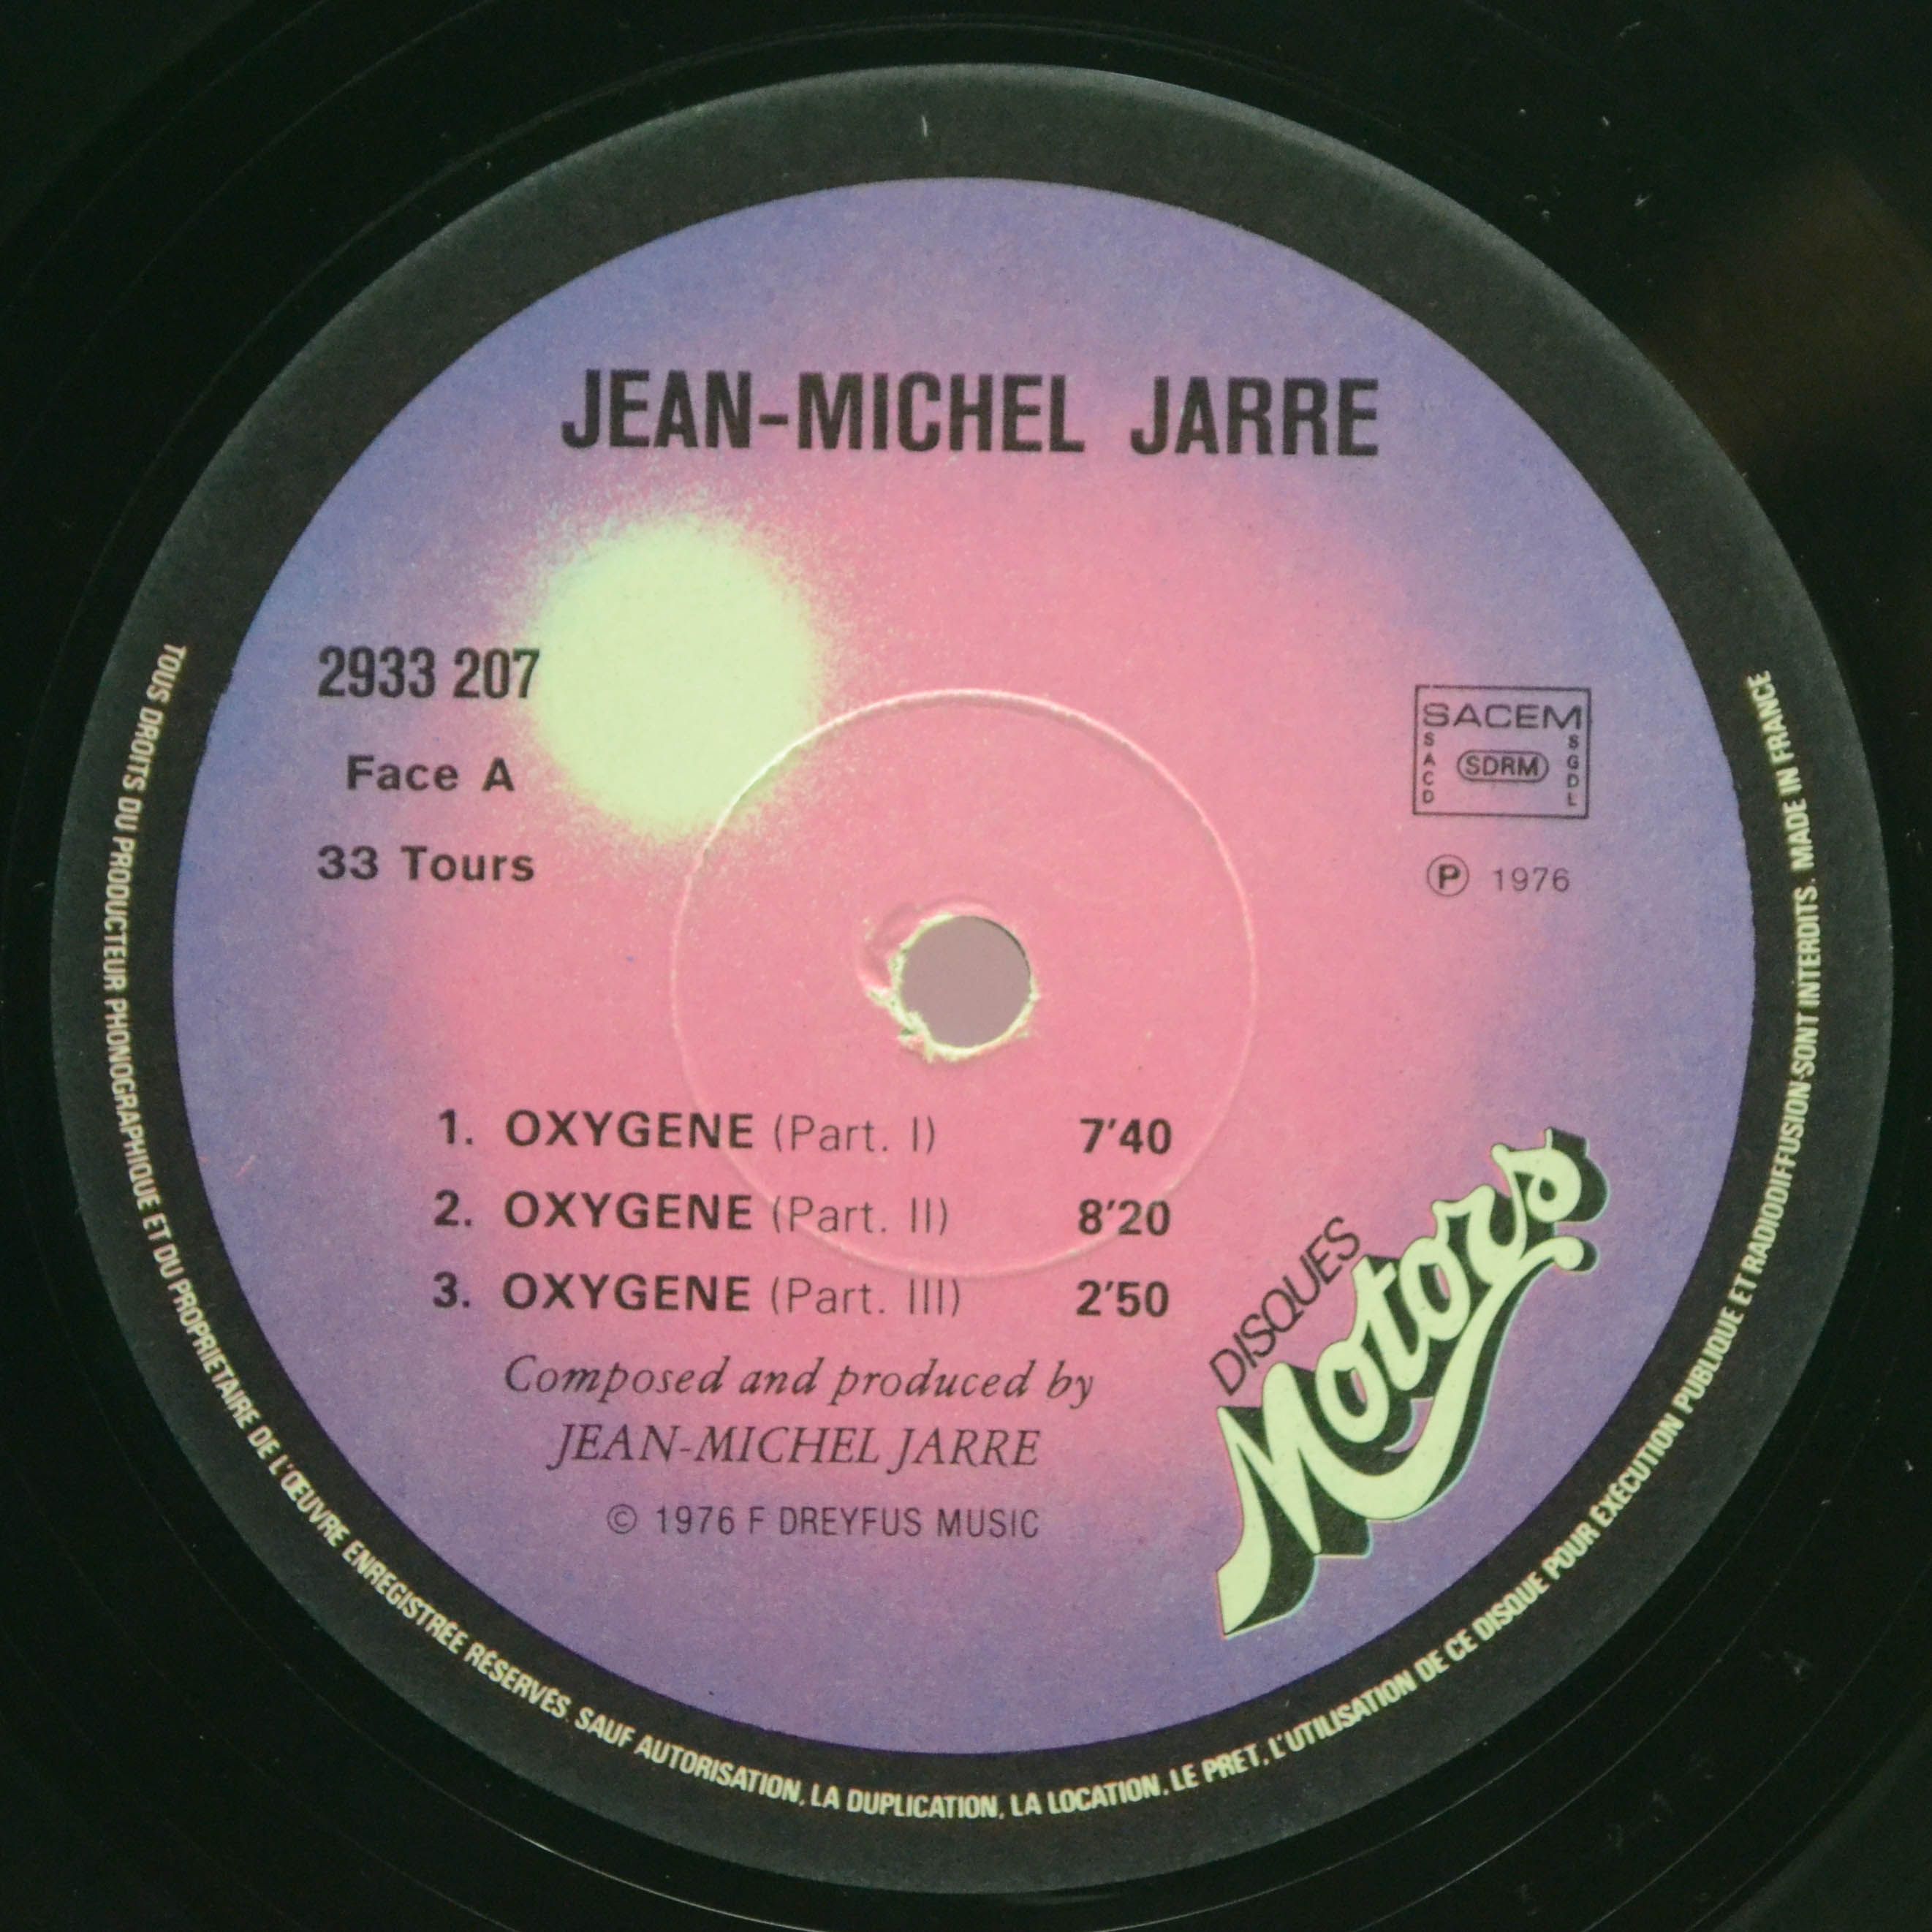 JEAN-MICHEL JARRE
2933 207
Face A
33 Tours
SACEM
SACD
SDRM
SGDL
Ⓟ 1976
1. OXYGENE (Part. I) 7'40
2. OXYGENE (Part. II) 8'20
3. OXYGENE (Part. III) 2'50
Composed and produced by
JEAN-MICHEL JARRE
© 1976 F DREYFUS MUSIC
DISQUES
Motors
TOUS DROITS DU PRODUCTEUR PHONOGRAPHIQUE ET DU PROPRIETAIRE DE L'ŒUVRE ENREGISTRÉE RÉSERVÉS. SAUF AUTORISATION, LA DUPLICATION, LA LOCATION, LE PRET, L'UTILISATION DE CE DISQUE POUR EXÉCUTION PUBLIQUE ET RADIODIFFUSION SONT INTERDITS. MADE IN FRANCE